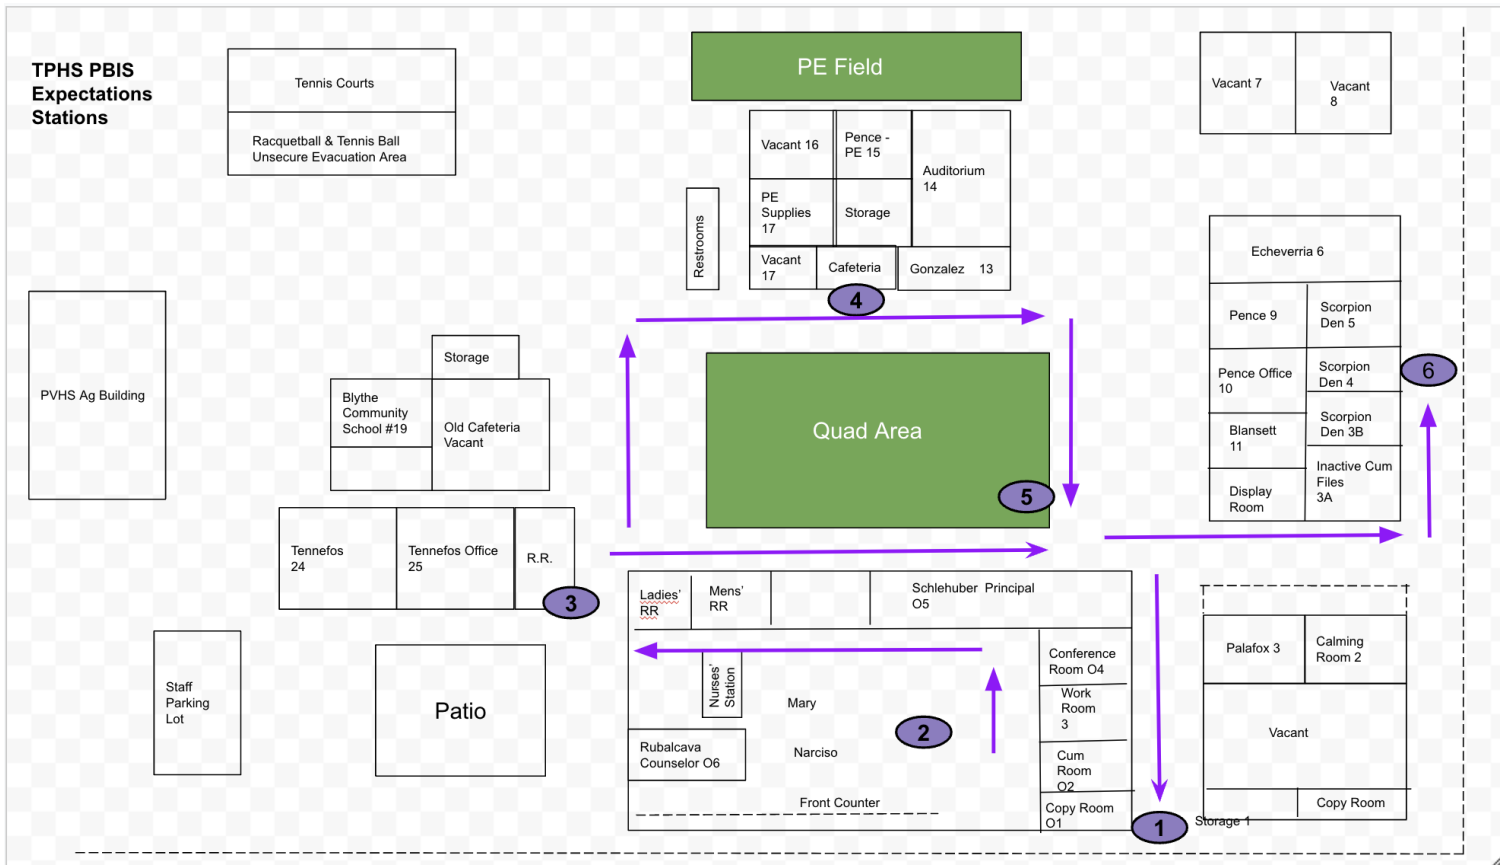 TPHS PBIS
Expectations
Stations
Tennis Courts
Racquetball & Tennis Ball
Unsecure Evacuation Area
PE Field
Vacant 7
Vacant
8
Vacant 16
Pence -
PE 15
Auditorium
14
PE
Supplies
17
Storage
Restrooms
Vacant
17
Cafeteria
Gonzalez 13
4
Echeverria 6
Pence 9
Scorpion
Den 5
Pence Office
10
Scorpion
Den 4
6
Blansett
11
Scorpion
Den 3B
Display
Room
Inactive Cum
Files
3A
PVHS Ag Building
Storage
Blythe
Community
School #19
Old Cafeteria
Vacant
Quad Area
5
Tennefos
24
Tennefos Office
25
R.R.
3
Ladies’
RR
Mens’
RR
Schlehuber Principal
O5
Conference
Room O4
Nurses’
Station
Mary
Work
Room
3
2
Rubalcava
Counselor O6
Narciso
Cum
Room
O2
Front Counter
Copy Room
O1
1
Storage 1
Palafox 3
Calming
Room 2
Vacant
Copy Room
Staff
Parking
Lot
Patio